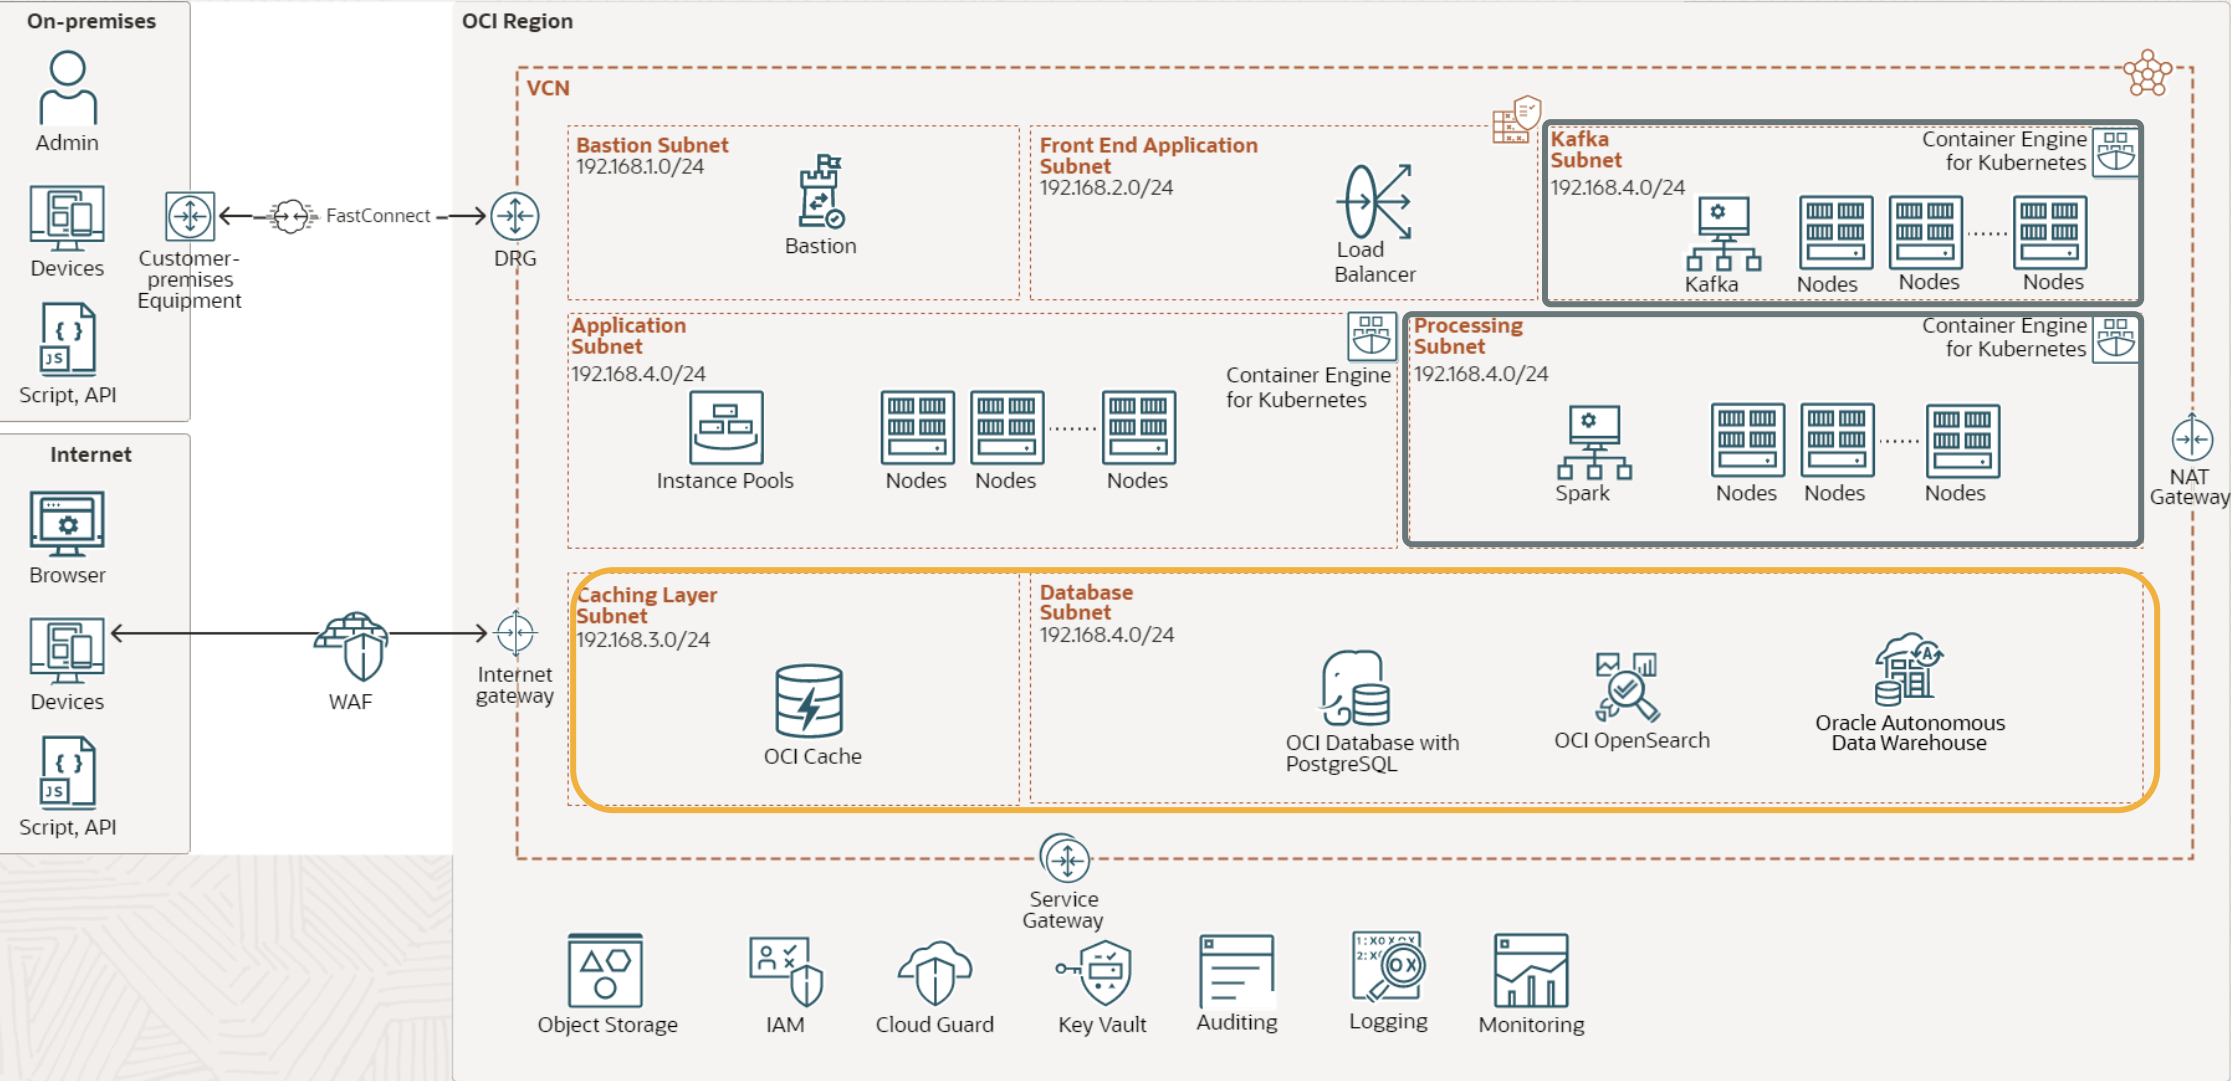 On-premises
Admin
Devices
Script, API
Customer-
premises
Equipment
FastConnect
DRG
Internet
Browser
Devices
Script, API
WAF
Internet
gateway
OCI Region
VCN
Bastion Subnet
192.168.1.0/24
Bastion
Front End Application
Subnet
192.168.2.0/24
Load
Balancer
Kafka
Subnet
192.168.4.0/24
Container Engine
for Kubernetes
Kafka
Nodes
Nodes
Nodes
Application
Subnet
192.168.4.0/24
Container Engine
for Kubernetes
Instance Pools
Nodes
Nodes
Nodes
Processing
Subnet
192.168.4.0/24
Container Engine
for Kubernetes
Spark
Nodes
Nodes
Nodes
NAT
Gateway
Caching Layer
Subnet
192.168.3.0/24
OCI Cache
Database
Subnet
192.168.4.0/24
OCI Database with
PostgreSQL
OCI OpenSearch
Oracle Autonomous
Data Warehouse
Service
Gateway
Object Storage
IAM
Cloud Guard
Key Vault
Auditing
Logging
Monitoring